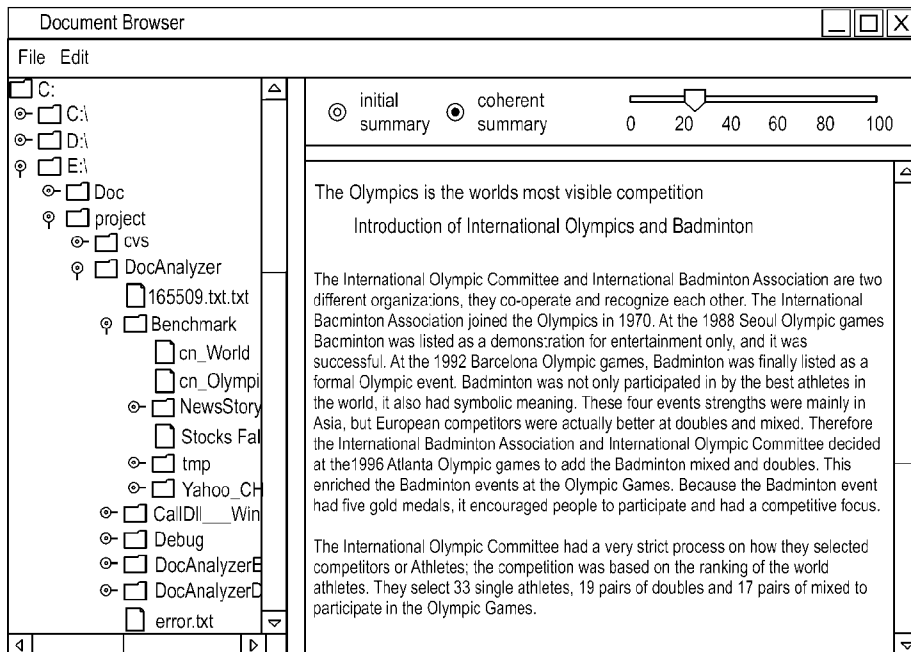 Document Browser
File Edit
C:
C:\
D:\
E:\
Doc
project
cvs
DocAnalyzer
165509.txt.txt
Benchmark
cn_World
cn_Olympi
NewsStory
Stocks Fal
tmp
Yahoo_CH
CallDll___Win
Debug
DocAnalyzerE
DocAnalyzerD
error.txt
initial summary
coherent summary
0 20 40 60 80 100
The Olympics is the worlds most visible competition
Introduction of International Olympics and Badminton
The International Olympic Committee and International Badminton Association are two
different organizations, they co-operate and recognize each other. The International
Bacminton Association joined the Olympics in 1970. At the 1988 Seoul Olympic games
Bacminton was listed as a demonstration for entertainment only, and it was
successful. At the 1992 Barcelona Olympic games, Badminton was finally listed as a
formal Olympic event. Badminton was not only participated in by the best athletes in
the world, it also had symbolic meaning. These four events strengths were mainly in
Asia, but European competitors were actually better at doubles and mixed. Therefore
the International Badminton Association and International Olympic Committee decided
at the1996 Atlanta Olympic games to add the Badminton mixed and doubles. This
enriched the Badminton events at the Olympic Games. Because the Badminton event
had five gold medals, it encouraged people to participate and had a competitive focus.
The International Olympic Committee had a very strict process on how they selected
competitors or Athletes; the competition was based on the ranking of the world
athletes. They select 33 single athletes, 19 pairs of doubles and 17 pairs of mixed to
participate in the Olympic Games.